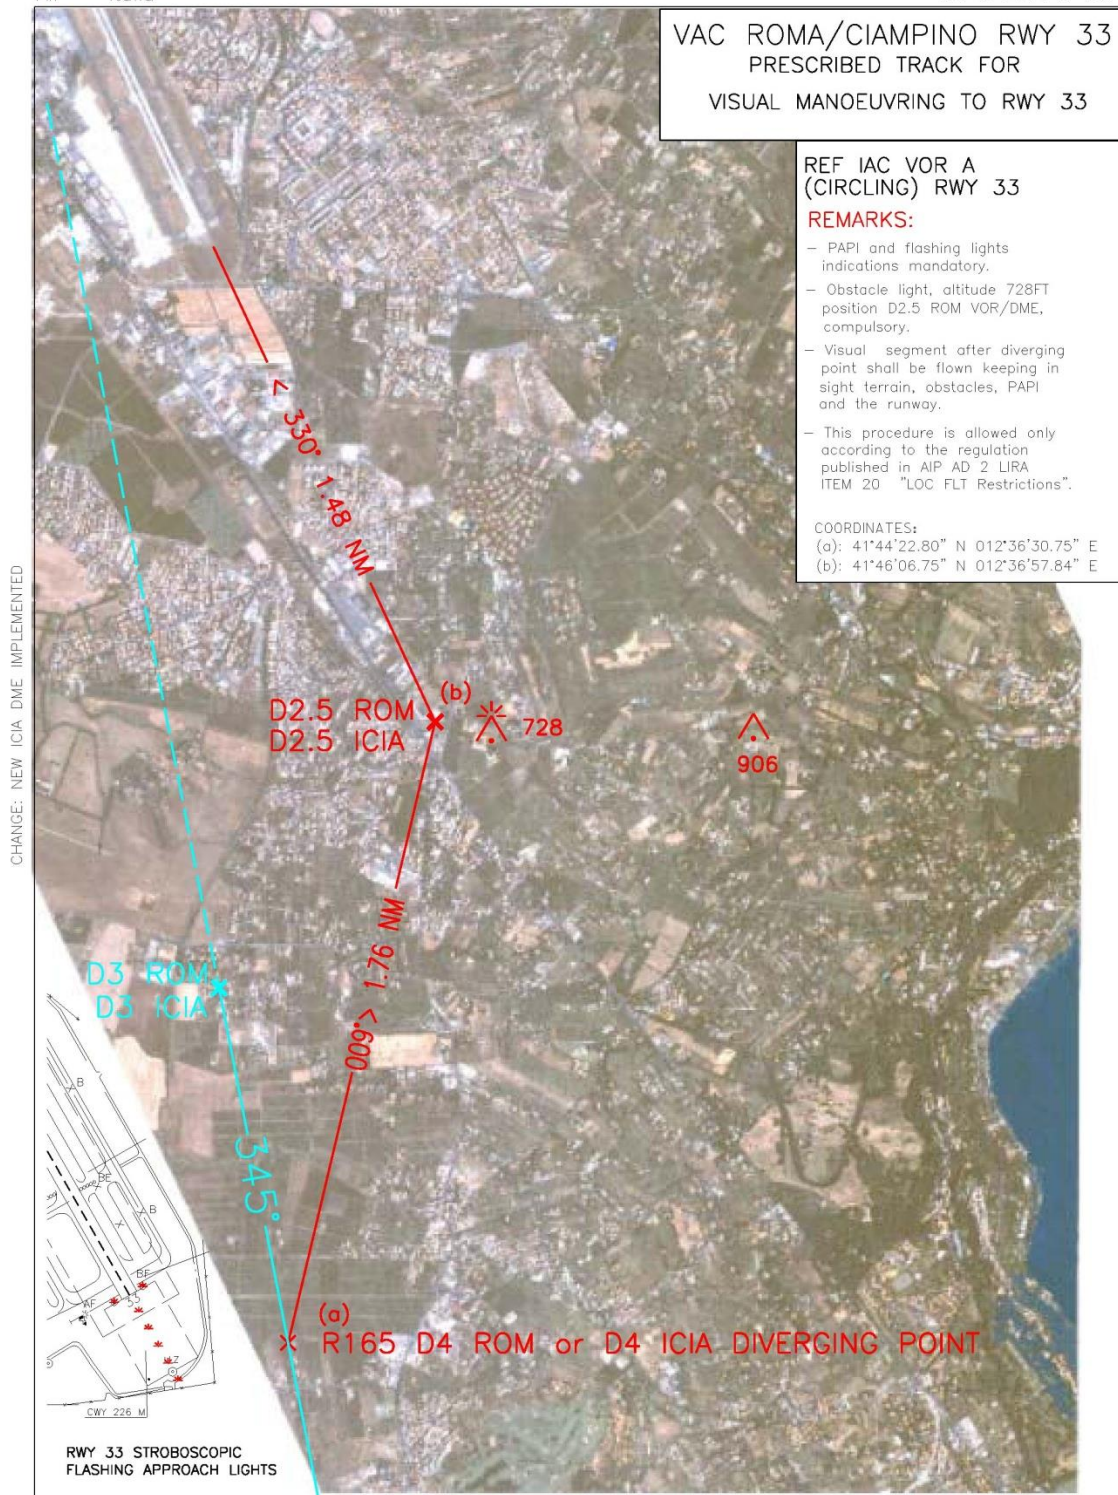 VAC ROMA/CIAMPINO RWY 33
PRESCRIBED TRACK FOR
VISUAL MANOEUVRING TO RWY 33
REF IAC VOR A
(CIRCLING) RWY 33
REMARKS:
– PAPI and flashing lights
indications mandatory.
– Obstacle light, altitude 728FT
position D2.5 ROM VOR/DME,
compulsory.
– Visual segment after diverging
point shall be flown keeping in
sight terrain, obstacles, PAPI
and the runway.
– This procedure is allowed only
according to the regulation
published in AIP AD 2 LIRA
ITEM 20 "LOC FLT Restrictions".
COORDINATES:
(a): 41°44'22.80" N 012°36'30.75" E
(b): 41°46'06.75" N 012°36'57.84" E
< 330° 1.48 NM
CHANGE: NEW ICIA DME IMPLEMENTED
(b)
D2.5 ROM
D2.5 ICIA
728
906
009° > 1.76 NM
D3 ROM
D3 ICIA
345°
B
BE
B
BF
AF
33
Z
CWY 226 M
(a)
R165 D4 ROM or D4 ICIA DIVERGING POINT
RWY 33 STROBOSCOPIC
FLASHING APPROACH LIGHTS